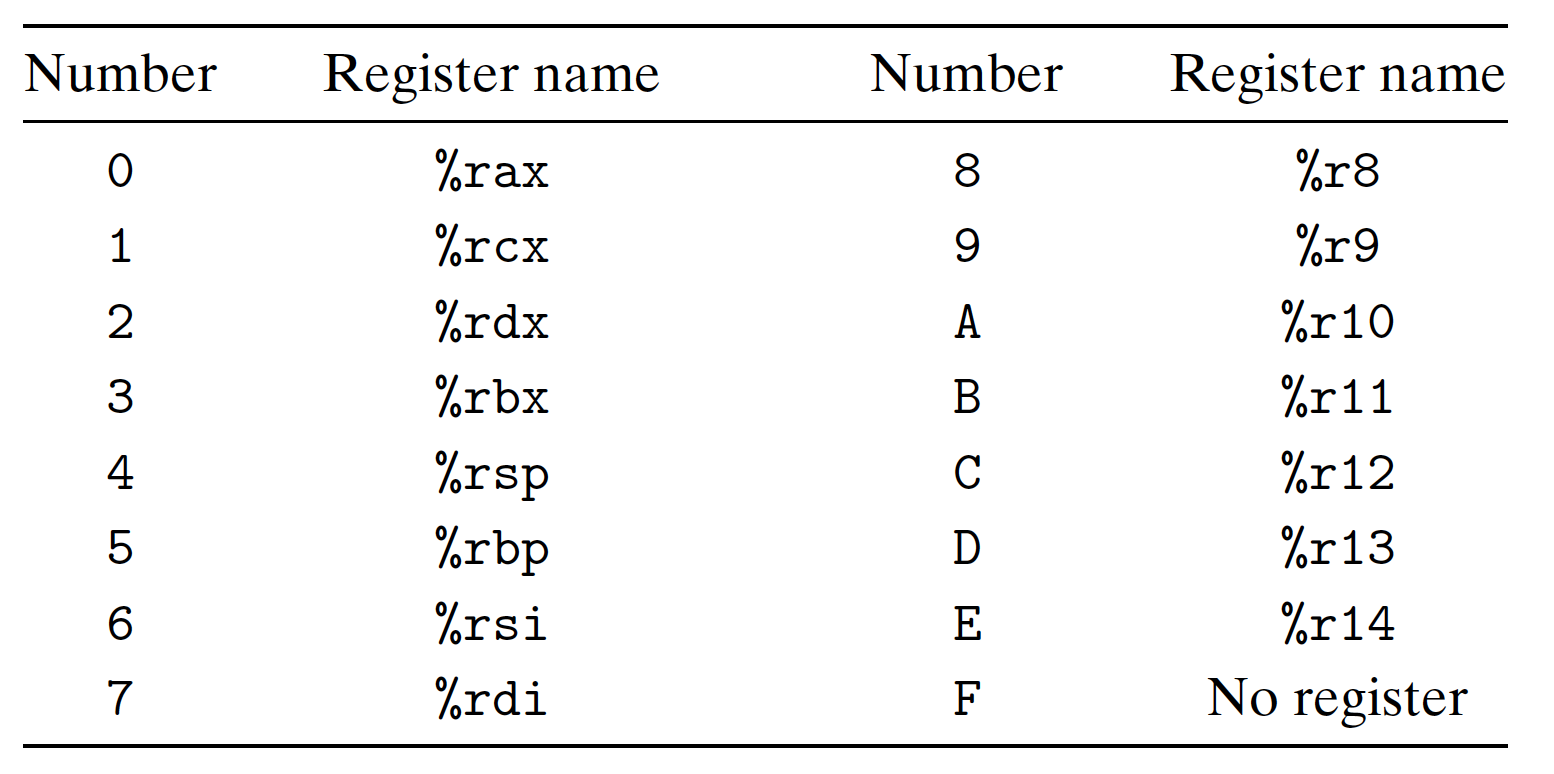 Number Register name Number Register name
0 %rax 8 %r8
1 %rcx 9 %r9
2 %rdx A %r10
3 %rbx B %r11
4 %rsp C %r12
5 %rbp D %r13
6 %rsi E %r14
7 %rdi F No register